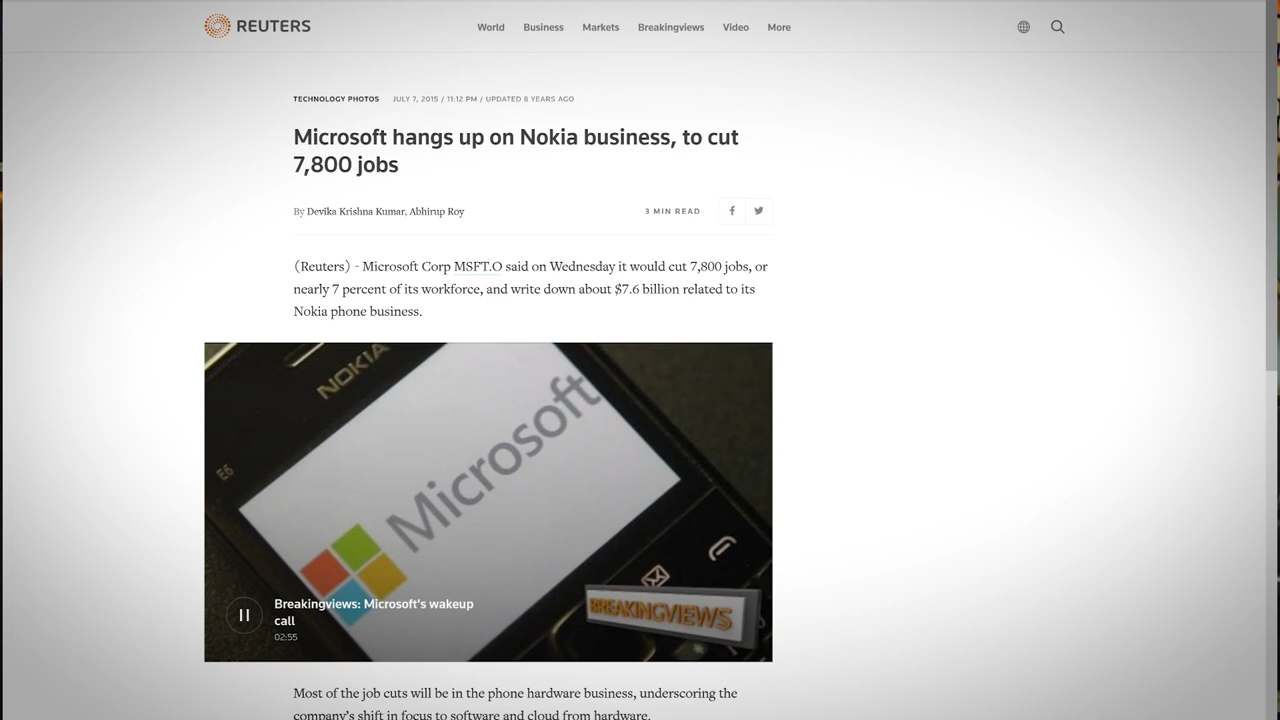 REUTERS
World Business Markets Breakingviews Video More
TECHNOLOGY PHOTOS JULY 7, 2015 / 11:12 PM / UPDATED 8 YEARS AGO
Microsoft hangs up on Nokia business, to cut
7,800 jobs
By Devika Krishna Kumar, Abhirup Roy
3 MIN READ
(Reuters) - Microsoft Corp MSFT.O said on Wednesday it would cut 7,800 jobs, or
nearly 7 percent of its workforce, and write down about $7.6 billion related to its
Nokia phone business.
NOKIA
E6
Microsoft
Breakingviews: Microsoft's wakeup
call
02:55
BREAKINGVIEWS
Most of the job cuts will be in the phone hardware business, underscoring the
company's shift in focus to software and cloud from hardware.